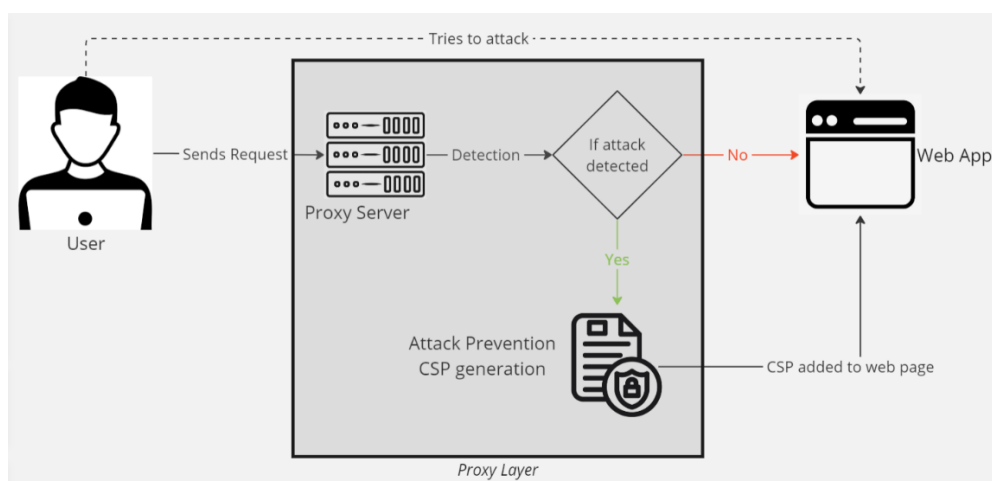 Tries to attack
Sends Request
Detection
If attack
detected
No
Web App
Proxy Server
User
Yes
Attack Prevention
CSP generation
CSP added to web page
Proxy Layer